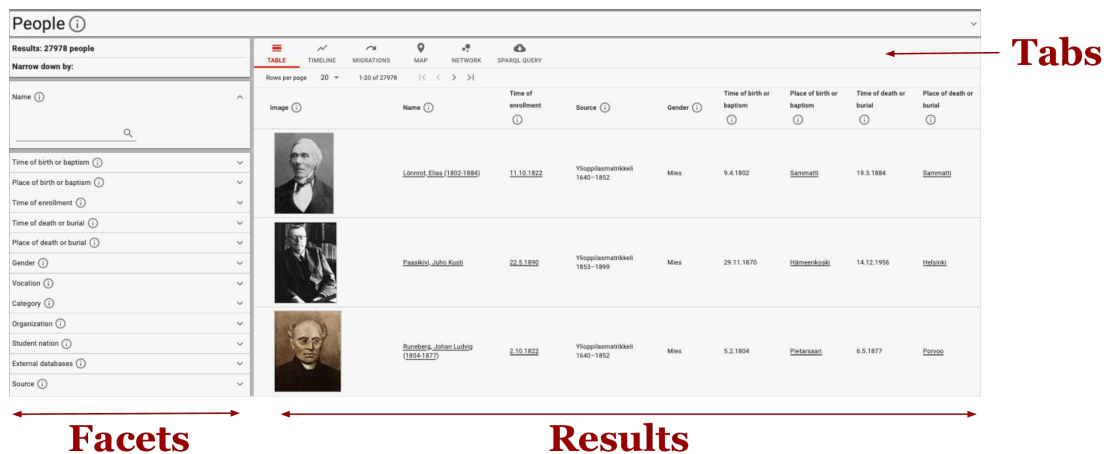 People
Results: 27978 people
Narrow down by:
Name
Time of birth or baptism
Place of birth or baptism
Time of enrollment
Time of death or burial
Place of death or burial
Gender
Vocation
Category
Organization
Student nation
External databases
Source
TABLE TIMELINE MIGRATIONS MAP NETWORK SPARQL QUERY
Rows per page 20 1-20 of 27978
Image Name Time of enrollment Source Gender Time of birth or baptism Place of birth or baptism Time of death or burial Place of death or burial
Lönnrot, Elias (1802-1884) 11.10.1822 Ylioppilasmatrikkeli 1640–1852 Mies 9.4.1802 Sammatti 19.3.1884 Sammatti
Paasikivi, Juho Kusti 22.5.1890 Ylioppilasmatrikkeli 1853–1899 Mies 29.11.1870 Hämeenkoski 14.12.1956 Helsinki
Runeberg, Johan Ludvig (1804-1877) 2.10.1822 Ylioppilasmatrikkeli 1640–1852 Mies 5.2.1804 Pietarsaari 6.5.1877 Porvoo
Tabs
Facets
Results